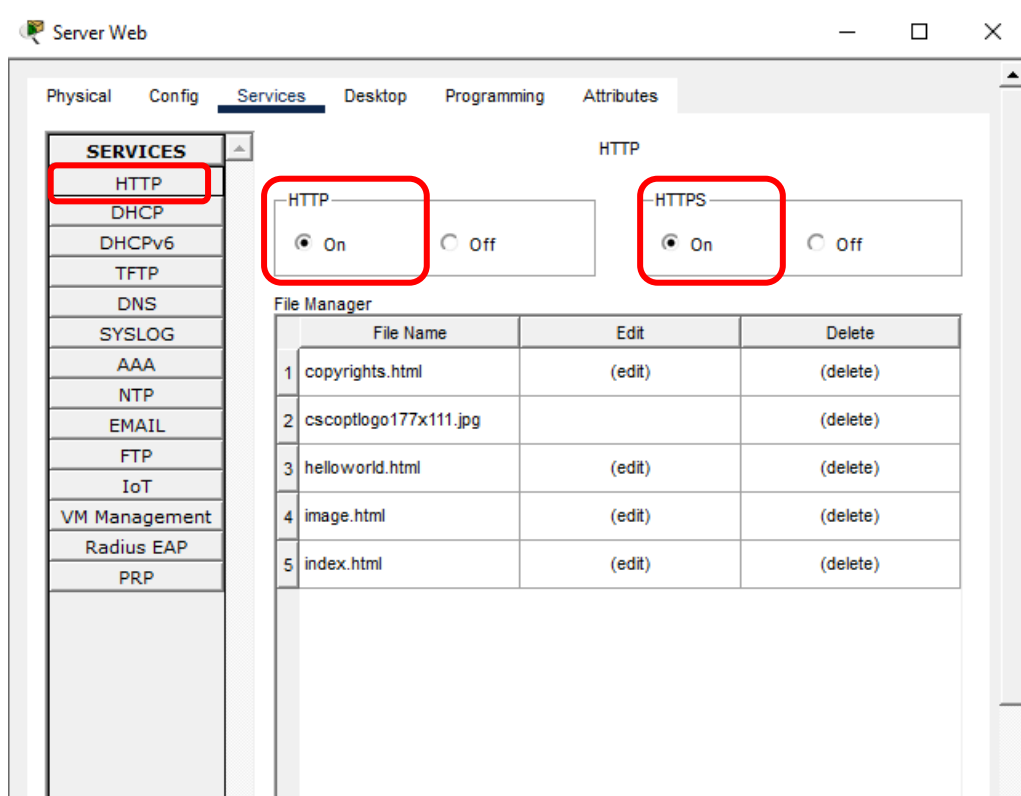 Server Web
Physical Config Services Desktop Programming Attributes
SERVICES
HTTP
DHCP
DHCPv6
TFTP
DNS
SYSLOG
AAA
NTP
EMAIL
FTP
IoT
VM Management
Radius EAP
PRP
HTTP
HTTP
On Off
HTTPS
On Off
File Manager
File Name Edit Delete
1 copyrights.html (edit) (delete)
2 cscoptlogo177x111.jpg (delete)
3 helloworld.html (edit) (delete)
4 image.html (edit) (delete)
5 index.html (edit) (delete)